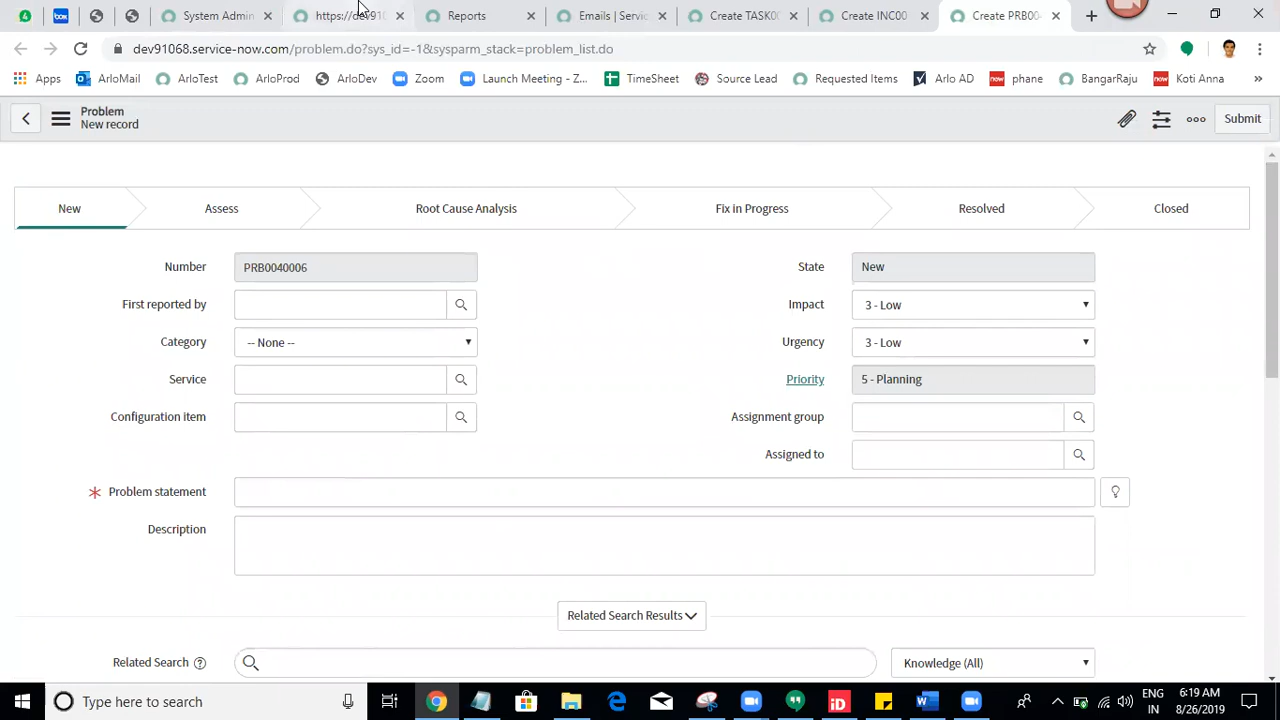 System Admin
https://dev910
Reports
Emails | Servic
Create TASK00
Create INC00
Create PRB00
dev91068.service-now.com/problem.do?sys_id=-1&sysparm_stack=problem_list.do
Apps
ArloMail
ArloTest
ArloProd
ArloDev
Zoom
Launch Meeting - Z...
TimeSheet
Source Lead
Requested Items
Arlo AD
now
phane
BangarRaju
now
Koti Anna
»
Problem
New record
Submit
New
Assess
Root Cause Analysis
Fix in Progress
Resolved
Closed
Number
PRB0040006
State
New
First reported by
Impact
3 - Low
Category
-- None --
Urgency
3 - Low
Service
Priority
5 - Planning
Configuration item
Assignment group
Assigned to
Problem statement
Description
Related Search Results
Related Search
Knowledge (All)
Type here to search
iD
ENG
IN
6:19 AM
8/26/2019